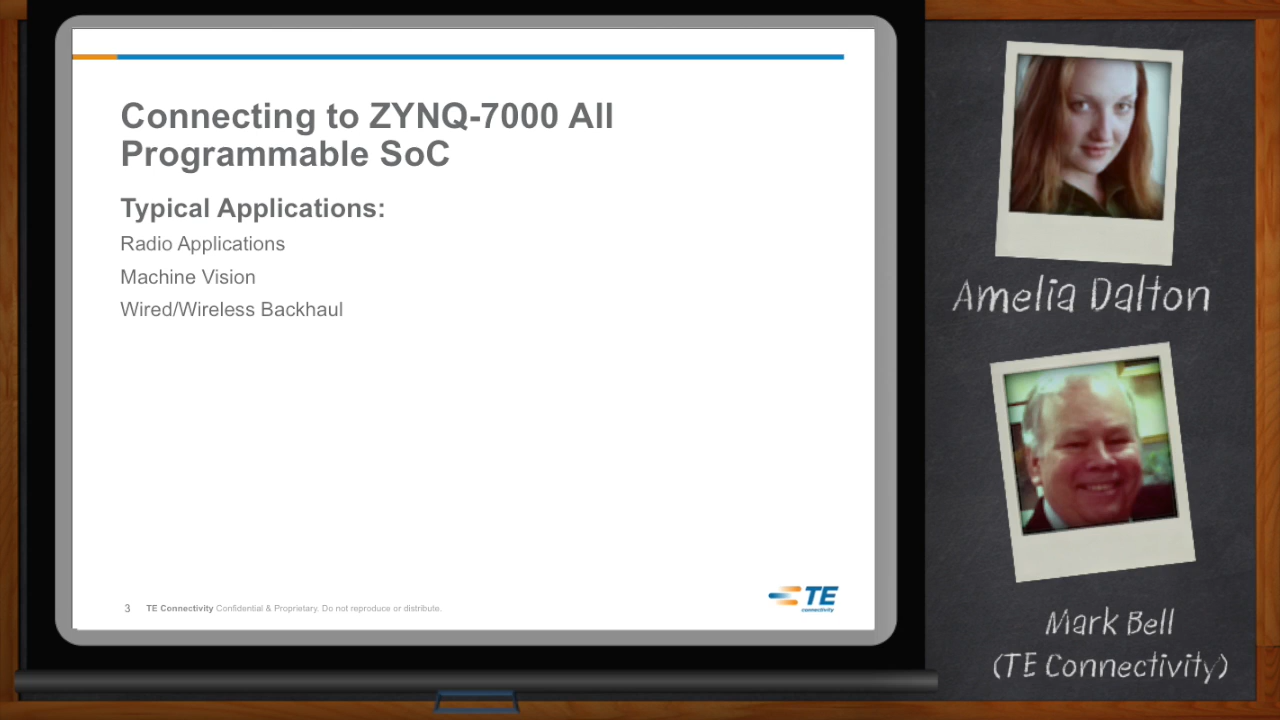 Connecting to ZYNQ-7000 All
Programmable SoC
Typical Applications:
Radio Applications
Machine Vision
Wired/Wireless Backhaul
3 TE Connectivity Confidential & Proprietary. Do not reproduce or distribute.
TE
connectivity
Amelia Dalton
Mark Bell
(TE Connectivity)